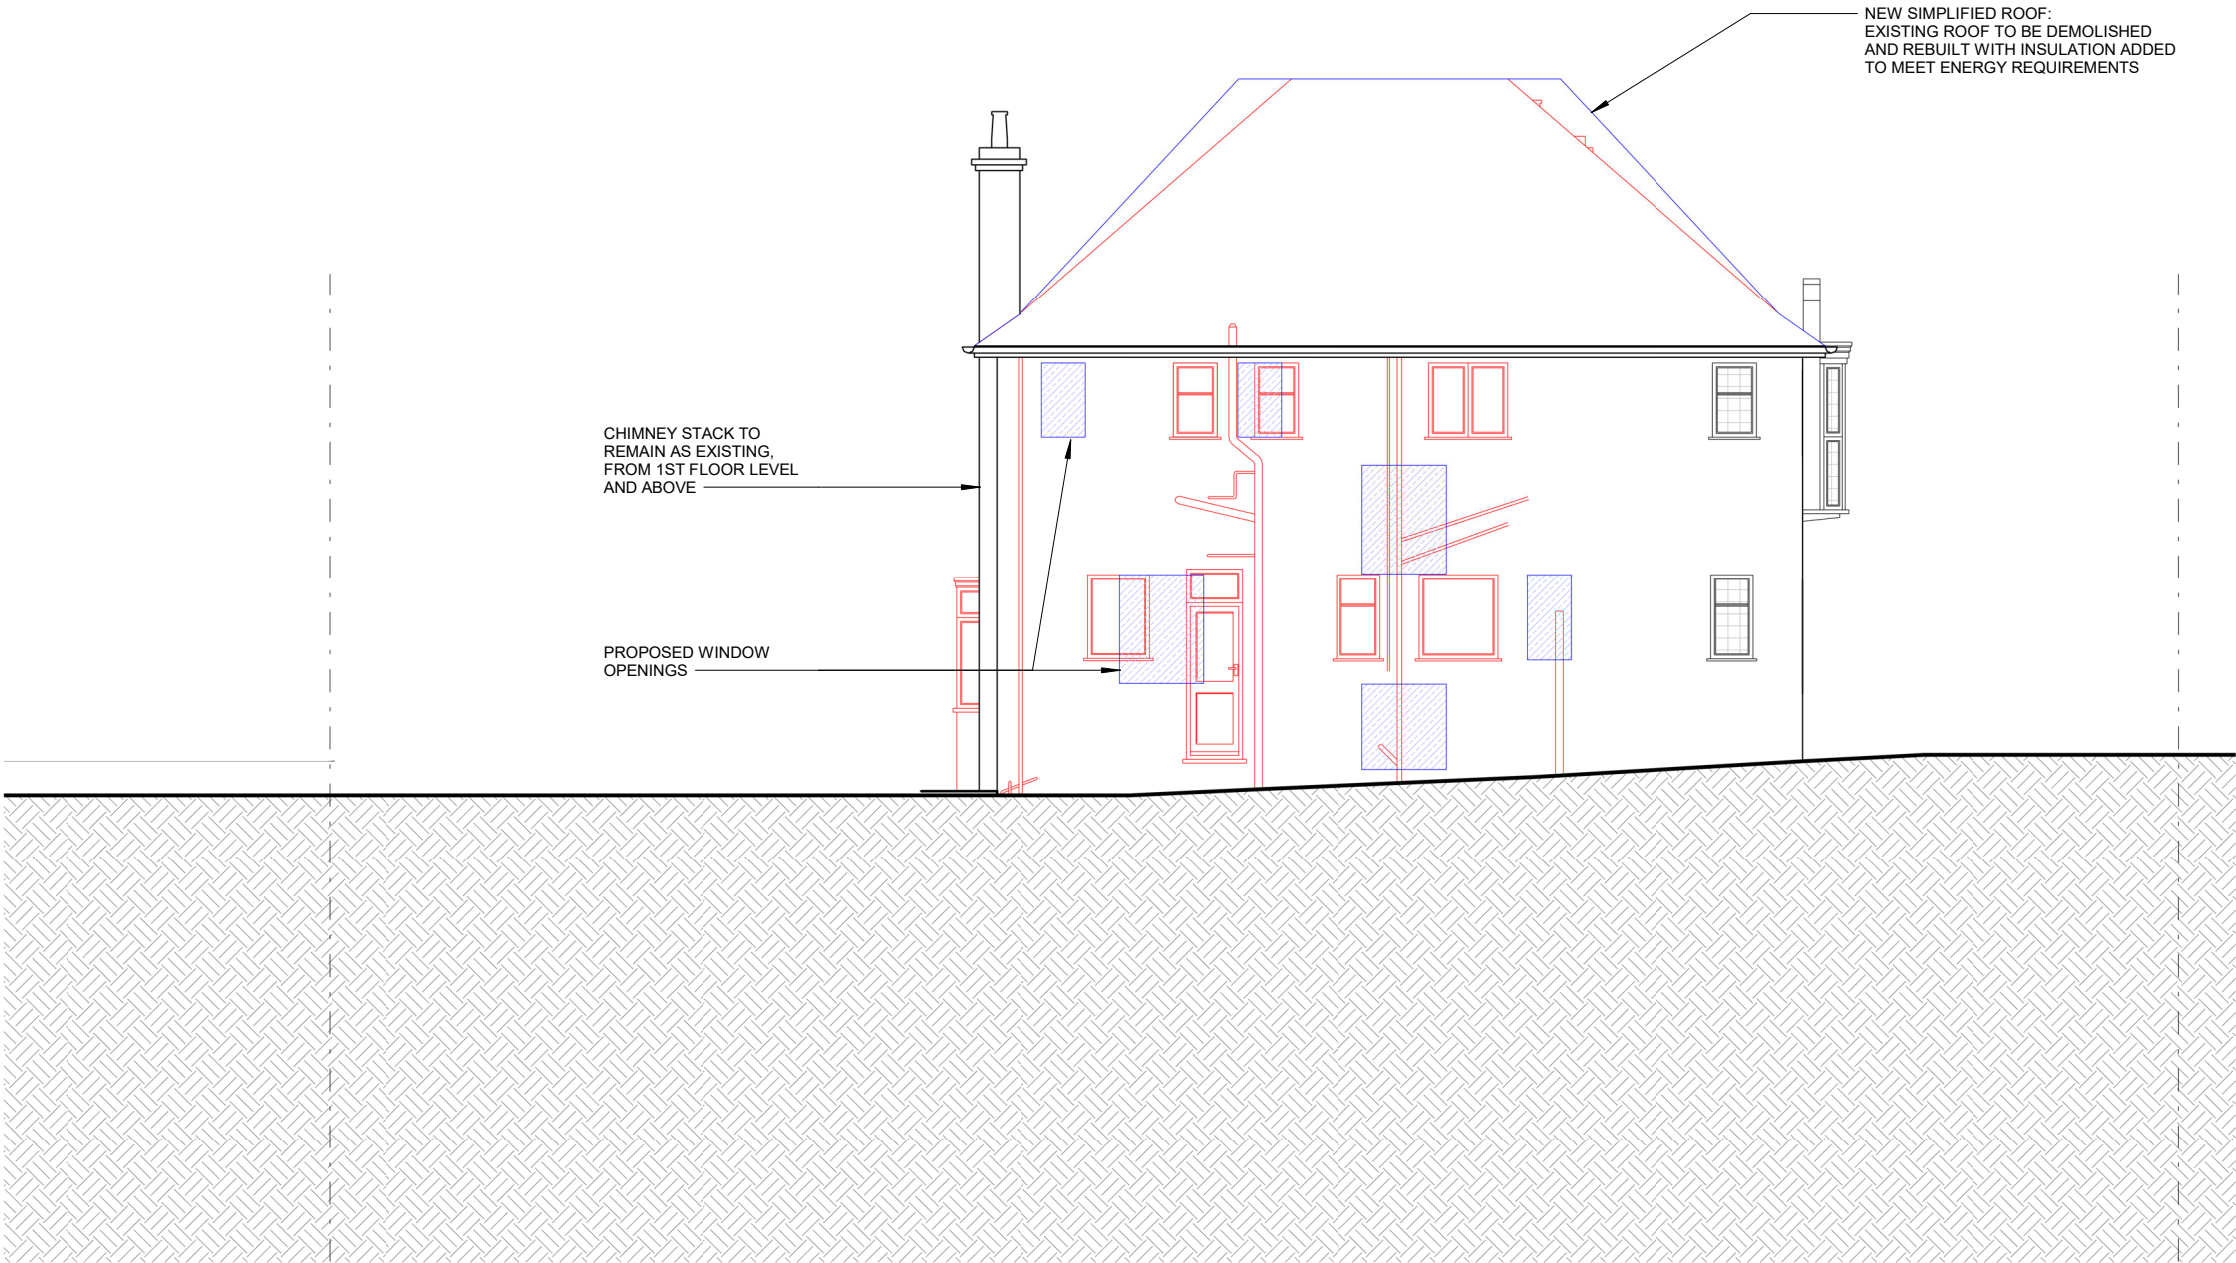 NEW SIMPLIFIED ROOF:
EXISTING ROOF TO BE DEMOLISHED
AND REBUILT WITH INSULATION ADDED
TO MEET ENERGY REQUIREMENTS
CHIMNEY STACK TO
REMAIN AS EXISTING,
FROM 1ST FLOOR LEVEL
AND ABOVE
PROPOSED WINDOW
OPENINGS